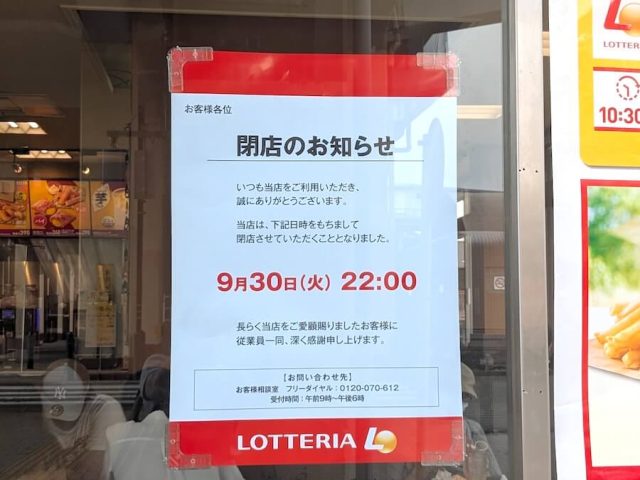 お客様各位
閉店のお知らせ
いつも当店をご利用いただき、
誠にありがとうございます。
当店は、下記日時をもちまして
閉店させていただくこととなりました。
9月30日(火) 22:00
長らく当店をご愛顧賜りましたお客様に
従業員一同、深く感謝申し上げます。
【お問い合わせ先】
お客様相談室 フリーダイヤル:0120-070-612
受付時間:午前9時~午後6時
LOTTERIA
LOTTERIA
10:30